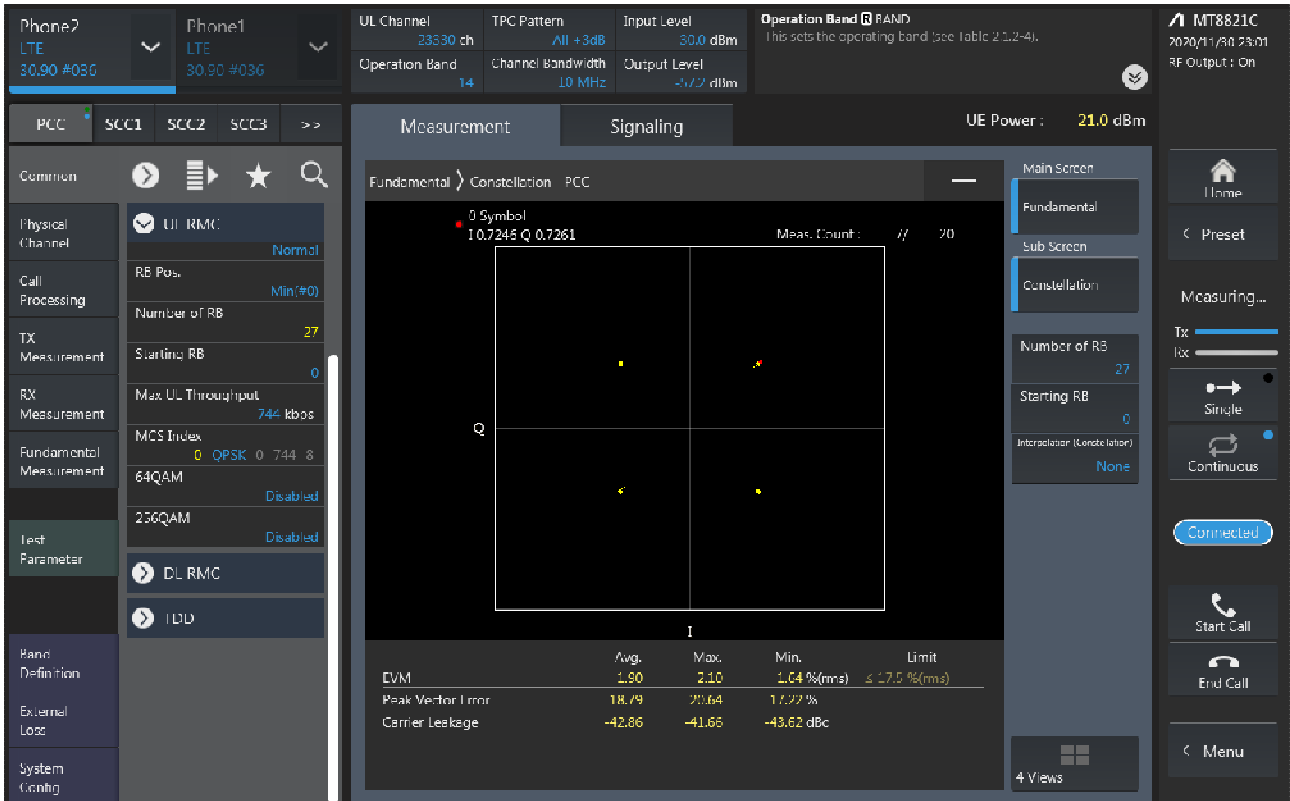 Phone2
LTE
30.90 #036
Phone1
LTE
30.90 #036
UL Channel
23330 ch
TPC Pattern
All +3dB
Input Level
30.0 dBm
Operation Band
14
Channel Bandwidth
10 MHz
Output Level
-57.2 dBm
Operation Band R BAND
This sets the operating band (see Table 2.1.2-4).
MT8821C
2020/11/30 23:01
RF Output : On
PCC
SCC1
SCC2
SCC3
>>
Measurement
Signaling
UE Power :
21.0 dBm
Common
Physical
Channel
Call
Processing
TX
Measurement
RX
Measurement
Fundamental
Measurement
Test
Parameter
Band
Definition
External
Loss
System
Config
UL RMC
Normal
RB Pos.
Min(#0)
Number of RB
27
Starting RB
0
Max UL Throughput
744 kbps
MCS Index
0 QPSK 0 744 8
64QAM
Disabled
256QAM
Disabled
DL RMC
TDD
Fundamental
Constellation PCC
0 Symbol
I 0.7246 Q 0.7261
Meas. Count : // 20
Q
I
Avg. Max. Min. Limit
EVM 1.90 2.10 1.64 %(rms) ≤ 17.5 %(rms)
Peak Vector Error 18.79 20.64 17.22 %
Carrier Leakage -42.86 -41.66 -43.62 dBc
Main Screen
Fundamental
Sub Screen
Constellation
Number of RB
27
Starting RB
0
Interpolation (Constellation)
None
4 Views
Home
< Preset
Measuring...
Tx
Rx
Single
Continuous
Connected
Start Call
End Call
< Menu